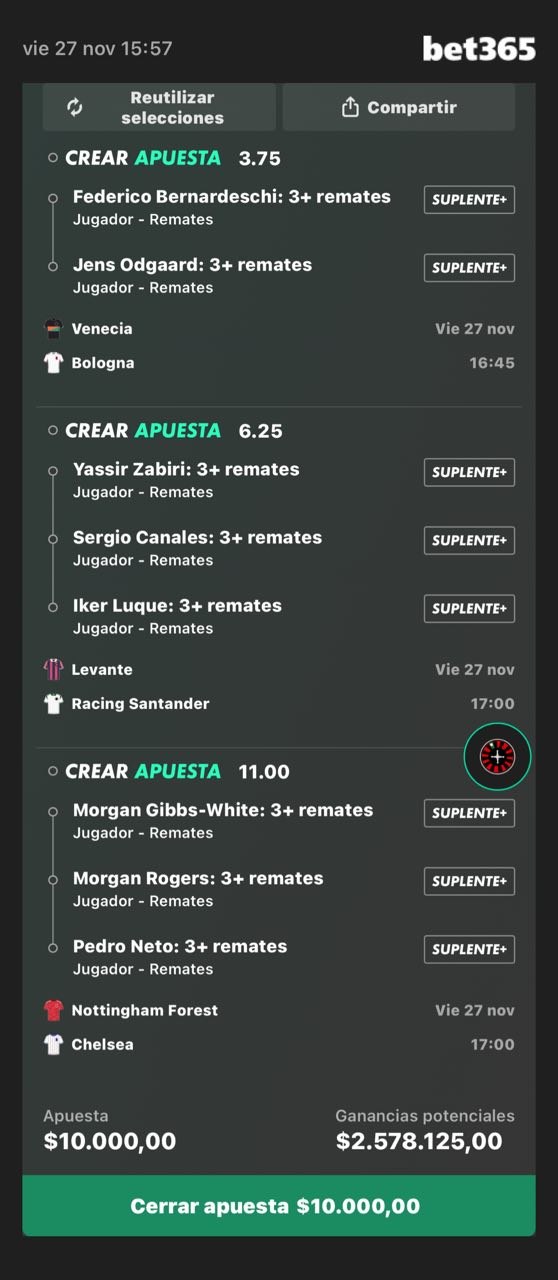 vie 27 nov 15:57
bet365
Reutilizar
selecciones
Compartir
CREAR APUESTA 3.75
Federico Bernardeschi: 3+ remates
SUPLENTE+
Jugador - Remates
Jens Odgaard: 3+ remates
SUPLENTE+
Jugador - Remates
Venecia
Vie 27 nov
Bologna
16:45
CREAR APUESTA 6.25
Yassir Zabiri: 3+ remates
SUPLENTE+
Jugador - Remates
Sergio Canales: 3+ remates
SUPLENTE+
Jugador - Remates
Iker Luque: 3+ remates
SUPLENTE+
Jugador - Remates
Levante
Vie 27 nov
Racing Santander
17:00
CREAR APUESTA 11.00
Morgan Gibbs-White: 3+ remates
SUPLENTE+
Jugador - Remates
Morgan Rogers: 3+ remates
SUPLENTE+
Jugador - Remates
Pedro Neto: 3+ remates
SUPLENTE+
Jugador - Remates
Nottingham Forest
Vie 27 nov
Chelsea
17:00
Apuesta
Ganancias potenciales
$10.000,00
$2.578.125,00
Cerrar apuesta $10.000,00